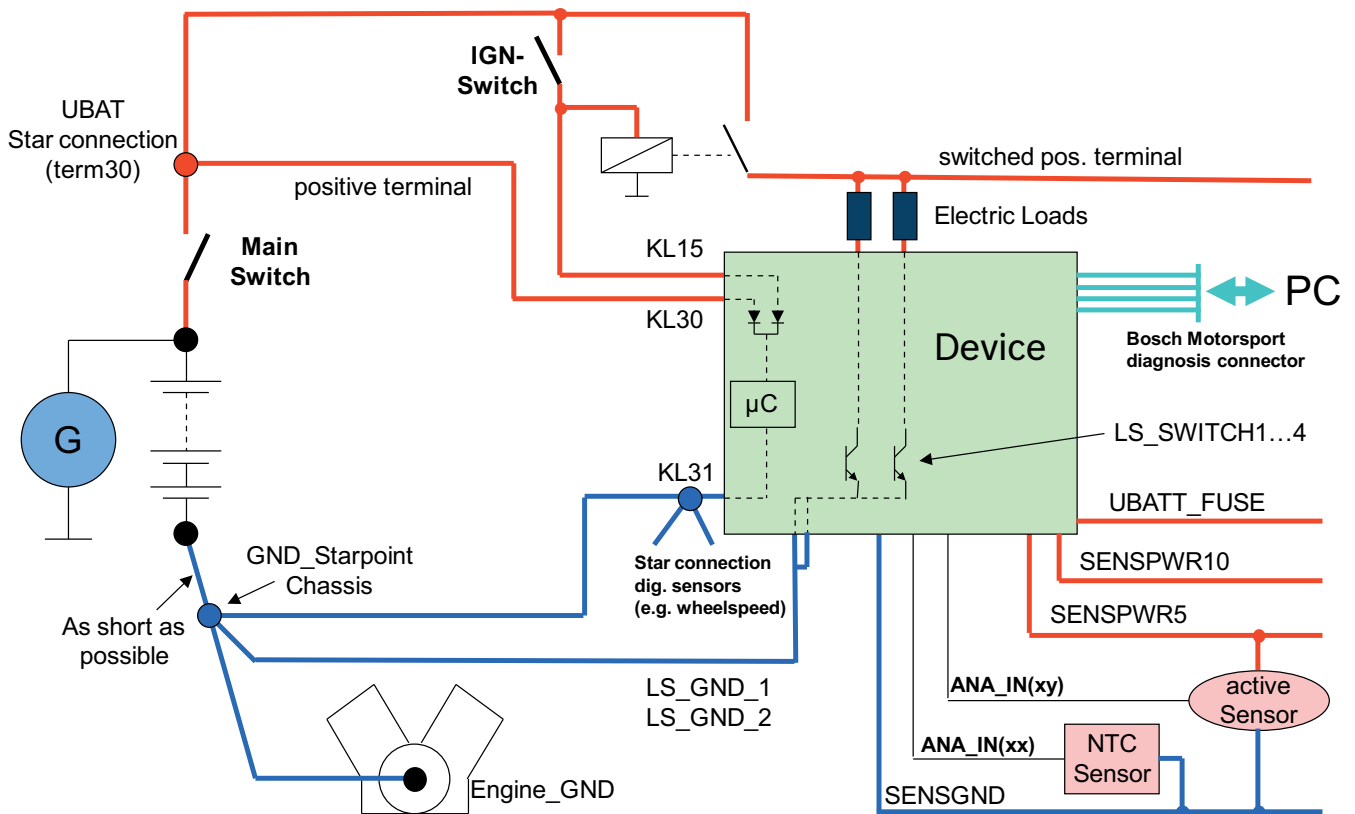 IGN-
Switch
UBAT
Star connection
(term30)
positive terminal
switched pos. terminal
Electric Loads
Main
Switch
KL15
KL30
Device
PC
Bosch Motorsport
diagnosis connector
µC
G
LS_SWITCH1...4
KL31
UBATT_FUSE
GND_Starpoint
Chassis
Star connection
dig. sensors
(e.g. wheelspeed)
SENSPWR10
As short as
possible
SENSPWR5
LS_GND_1
LS_GND_2
ANA_IN(xy)
active
Sensor
ANA_IN(xx)
NTC
Sensor
Engine_GND
SENSGND